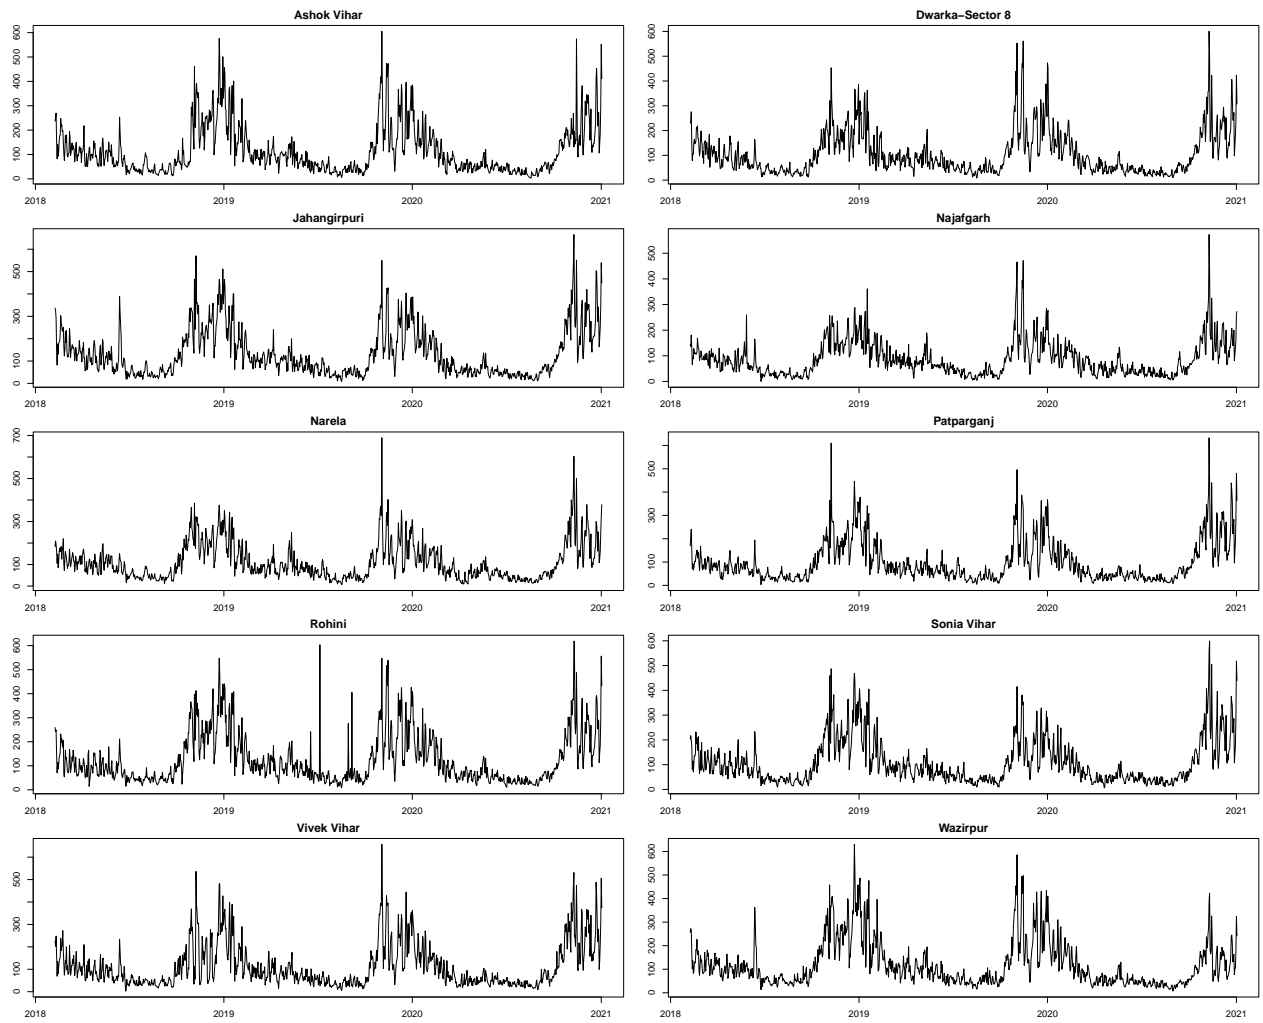 Ashok Vihar
0 100 200 300 400 500 600
2018 2019 2020 2021
Dwarka−Sector 8
0 100 200 300 400 500 600
2018 2019 2020 2021
Jahangirpuri
0 100 300 500
2018 2019 2020 2021
Najafgarh
0 100 200 300 400 500
2018 2019 2020 2021
Narela
0 100 300 500 700
2018 2019 2020 2021
Patparganj
0 100 300 500
2018 2019 2020 2021
Rohini
0 100 200 300 400 500 600
2018 2019 2020 2021
Sonia Vihar
0 100 200 300 400 500 600
2018 2019 2020 2021
Vivek Vihar
0 100 300 500
2018 2019 2020 2021
Wazirpur
0 100 200 300 400 500 600
2018 2019 2020 2021